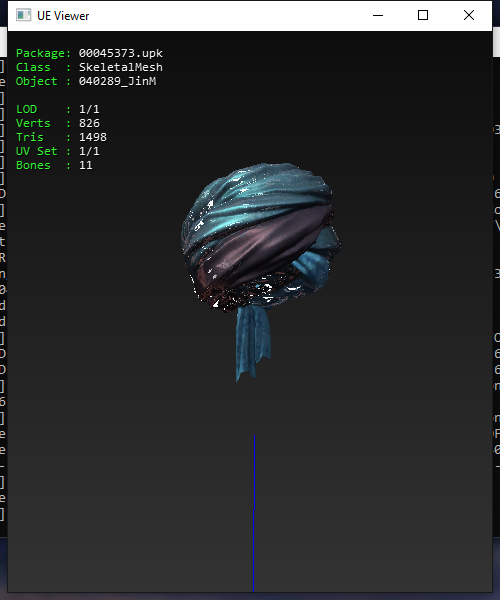 UE Viewer
Package: 00045373.upk
Class  : SkeletalMesh
Object : 040289_JinM
LOD    : 1/1
Verts  : 826
Tris   : 1498
UV Set : 1/1
Bones  : 11